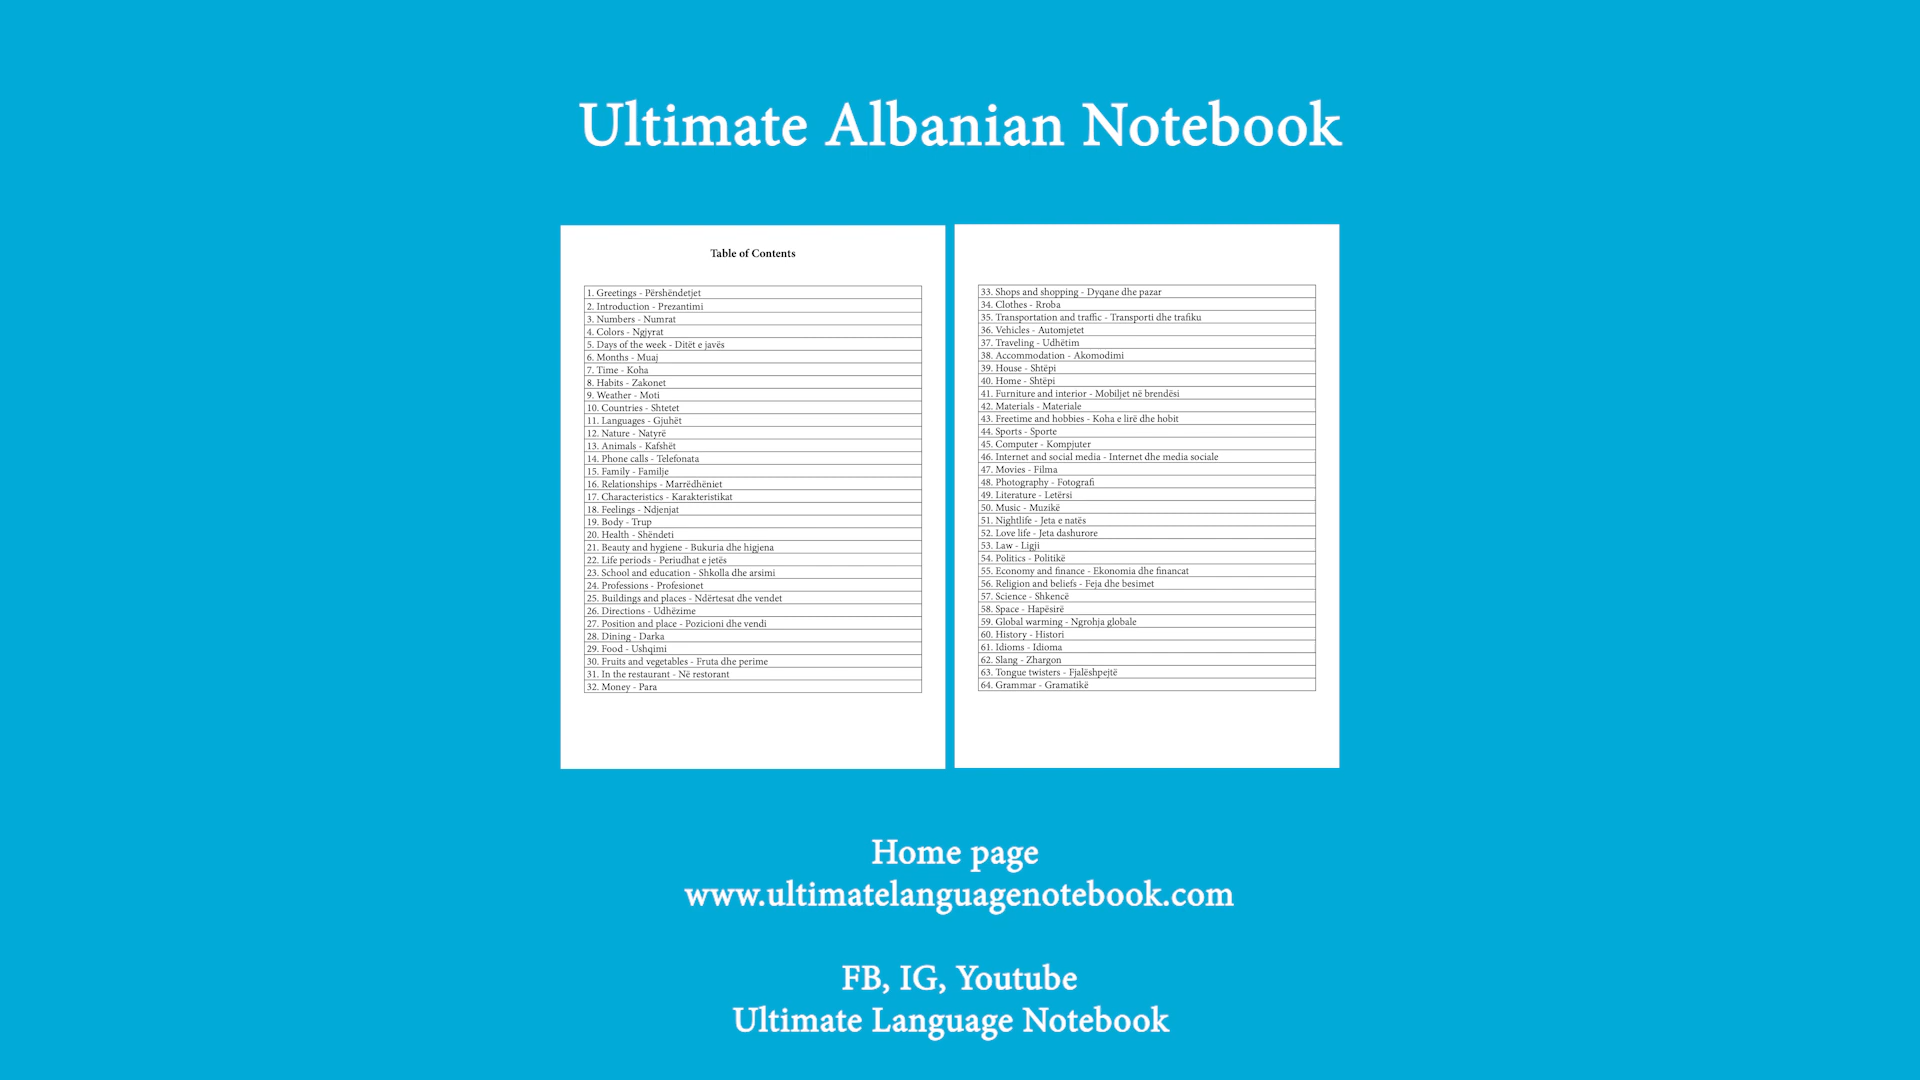 Ultimate Albanian Notebook
Table of Contents
1. Greetings - Përshëndetjet
2. Introduction - Prezantimi
3. Numbers - Numrat
4. Colors - Ngjyrat
5. Days of the week - Ditët e javës
6. Months - Muaj
7. Time - Koha
8. Habits - Zakonet
9. Weather - Moti
10. Countries - Shtetet
11. Languages - Gjuhët
12. Nature - Natyrë
13. Animals - Kafshët
14. Phone calls - Telefonata
15. Family - Familje
16. Relationships - Marrëdhëniet
17. Characteristics - Karakteristikat
18. Feelings - Ndjenjat
19. Body - Trup
20. Health - Shëndeti
21. Beauty and hygiene - Bukuria dhe higjena
22. Life periods - Periudhat e jetës
23. School and education - Shkolla dhe arsimi
24. Professions - Profesionet
25. Buildings and places - Ndërtesat dhe vendet
26. Directions - Udhëzime
27. Position and place - Pozicioni dhe vendi
28. Dining - Darka
29. Food - Ushqimi
30. Fruits and vegetables - Fruta dhe perime
31. In the restaurant - Në restorant
32. Money - Para
33. Shops and shopping - Dyqane dhe pazar
34. Clothes - Rroba
35. Transportation and traffic - Transporti dhe trafiku
36. Vehicles - Automjetet
37. Traveling - Udhëtim
38. Accommodation - Akomodimi
39. House - Shtëpi
40. Home - Shtëpi
41. Furniture and interior - Mobiljet në brendësi
42. Materials - Materiale
43. Freetime and hobbies - Koha e lirë dhe hobit
44. Sports - Sporte
45. Computer - Kompjuter
46. Internet and social media - Internet dhe media sociale
47. Movies - Filma
48. Photography - Fotografi
49. Literature - Letërsi
50. Music - Muzikë
51. Nightlife - Jeta e natës
52. Love life - Jeta dashurore
53. Law - Ligji
54. Politics - Politikë
55. Economy and finance - Ekonomia dhe financat
56. Religion and beliefs - Feja dhe besimet
57. Science - Shkencë
58. Space - Hapësirë
59. Global warming - Ngrohja globale
60. History - Histori
61. Idioms - Idioma
62. Slang - Zhargon
63. Tongue twisters - Fjalëshpejtë
64. Grammar - Gramatikë
Home page
www.ultimatelanguagenotebook.com
FB, IG, Youtube
Ultimate Language Notebook